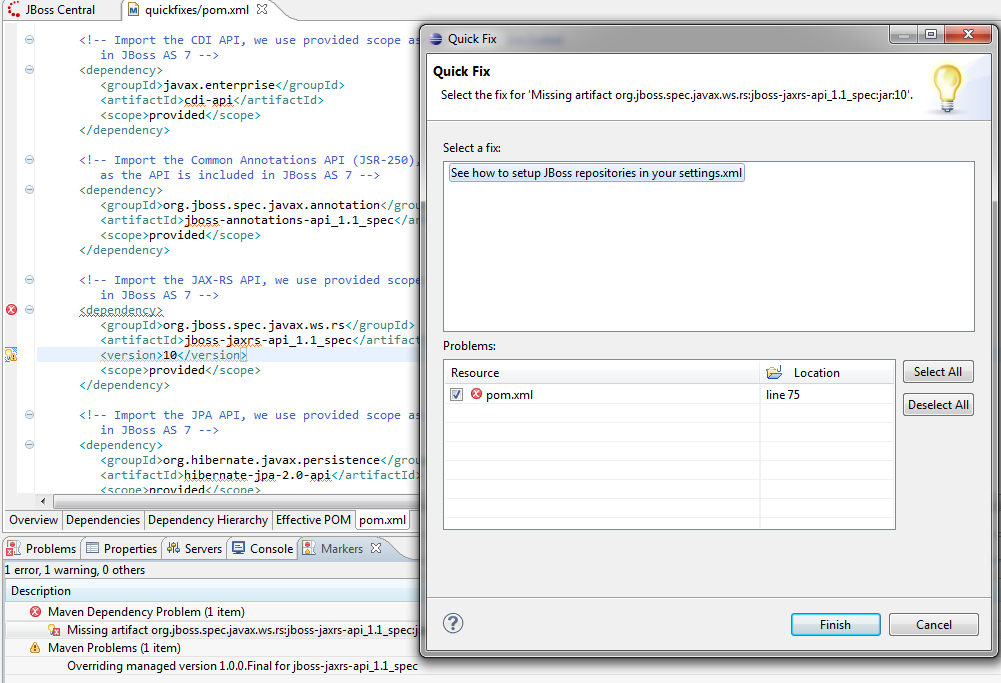 JBoss Central
quickfixes/pom.xml
<!-- Import the CDI API, we use provided scope as
in JBoss AS 7 -->
<dependency>
<groupId>javax.enterprise</groupId>
<artifactId>cdi-api</artifactId>
<scope>provided</scope>
</dependency>
<!-- Import the Common Annotations API (JSR-250),
as the API is included in JBoss AS 7 -->
<dependency>
<groupId>org.jboss.spec.javax.annotation</grou
<artifactId>jboss-annotations-api_1.1_spec</a
<scope>provided</scope>
</dependency>
<!-- Import the JAX-RS API, we use provided scope
in JBoss AS 7 -->
<dependency>
<groupId>org.jboss.spec.javax.ws.rs</groupId>
<artifactId>jboss-jaxrs-api_1.1_spec</artifact
<version>10</version>
<scope>provided</scope>
</dependency>
<!-- Import the JPA API, we use provided scope as
in JBoss AS 7 -->
<dependency>
<groupId>org.hibernate.javax.persistence</grou
<artifactId>hibernate-jpa-2.0-api</artifactId>
<scope>provided</scope>
Overview
Dependencies
Dependency Hierarchy
Effective POM
pom.xml
Problems
Properties
Servers
Console
Markers
1 error, 1 warning, 0 others
Description
Maven Dependency Problem (1 item)
Missing artifact org.jboss.spec.javax.ws.rs:jboss-jaxrs-api_1.1_spec:j
Maven Problems (1 item)
Overriding managed version 1.0.0.Final for jboss-jaxrs-api_1.1_spec
Quick Fix
Quick Fix
Select the fix for 'Missing artifact org.jboss.spec.javax.ws.rs:jboss-jaxrs-api_1.1_spec:jar:10'.
Select a fix:
See how to setup JBoss repositories in your settings.xml
Problems:
Resource
Location
pom.xml
line 75
Select All
Deselect All
?
Finish
Cancel